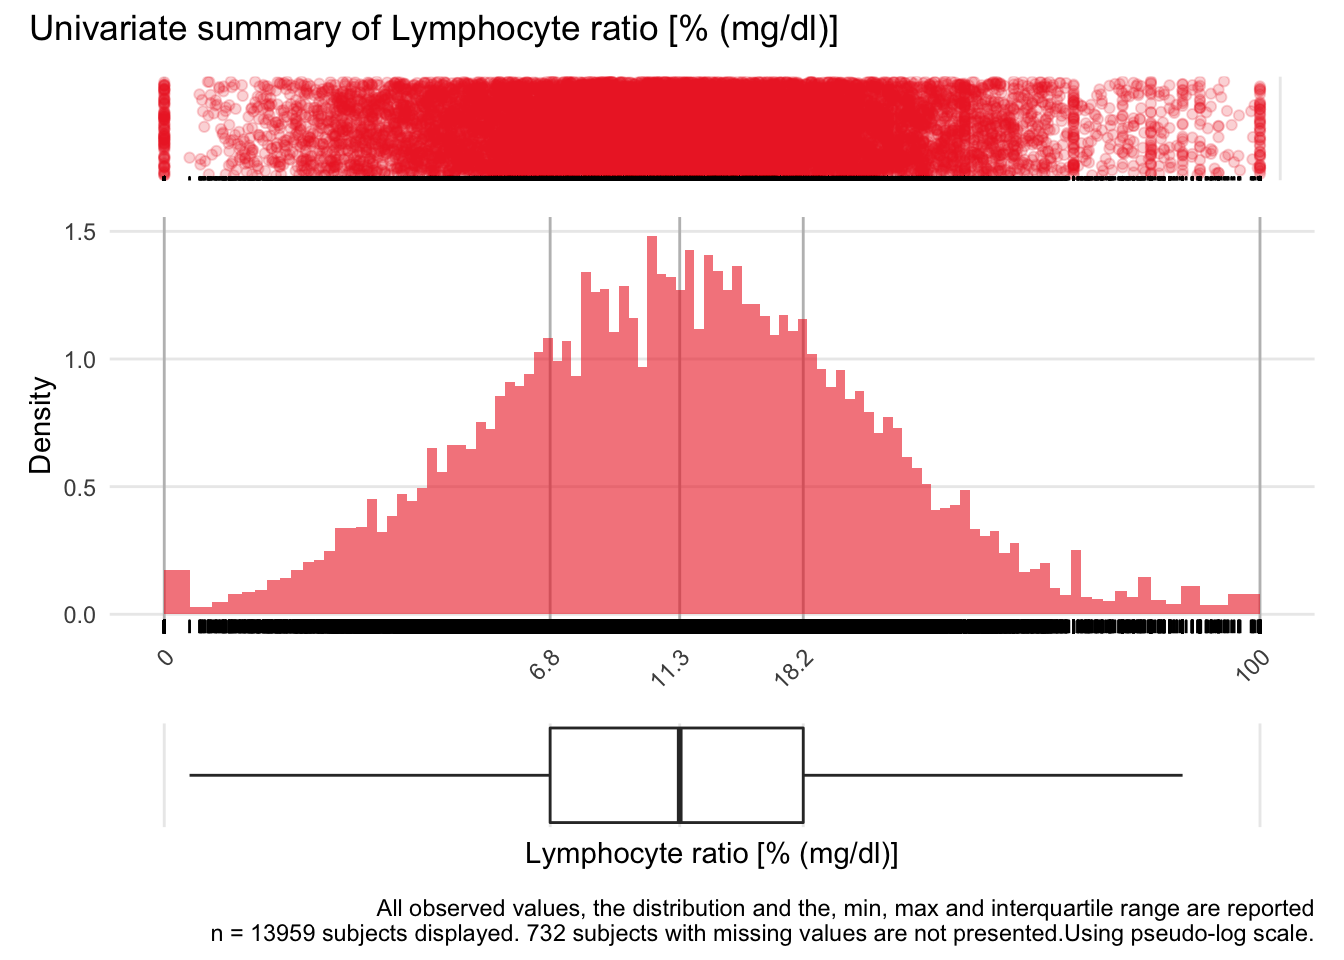 Univariate summary of Lymphocyte ratio [% (mg/dl)]
1.5
1.0
0.5
0.0
Density
0
6.8
11.3
18.2
100
Lymphocyte ratio [% (mg/dl)]
All observed values, the distribution and the, min, max and interquartile range are reported
n = 13959 subjects displayed. 732 subjects with missing values are not presented.Using pseudo-log scale.